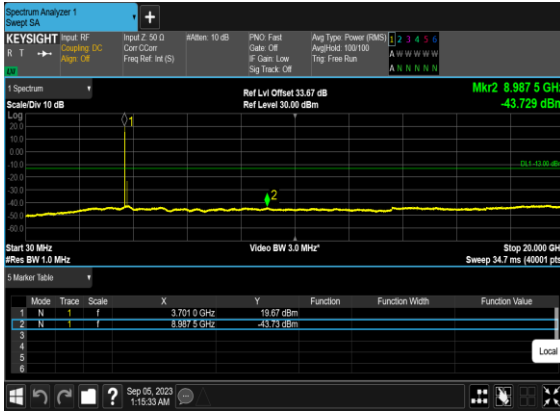 Spectrum Analyzer 1
Swept SA
+
KEYSIGHT Input: RF Input Z: 50 Ω #Atten: 10 dB PNO: Fast Avg Type: Power (RMS) 1 2 3 4 5 6
R T Coupling: DC Corr CCorr Gate: Off Avg|Hold: 100/100 A W W W W W
Align: Off Freq Ref: Int (S) IF Gain: Low Trig: Free Run
Sig Track: Off A N N N N N
1 Spectrum Ref Lvl Offset 33.67 dB Mkr2 8.987 5 GHz
Scale/Div 10 dB Ref Level 30.00 dBm -43.729 dBm
Log
20.0
10.0
0.00
-10.0
-20.0
-30.0
-40.0
-50.0
-60.0
1
2
DL1 -13.00 dBm
Start 30 MHz Video BW 3.0 MHz* Stop 20.000 GHz
#Res BW 1.0 MHz Sweep 34.7 ms (40001 pts)
5 Marker Table
Mode Trace Scale X Y Function Function Width Function Value
1 N 1 f 3.701 0 GHz 19.67 dBm
2 N 1 f 8.987 5 GHz -43.73 dBm
3
4
5
6
Local
? Sep 05, 2023
1:15:33 AM